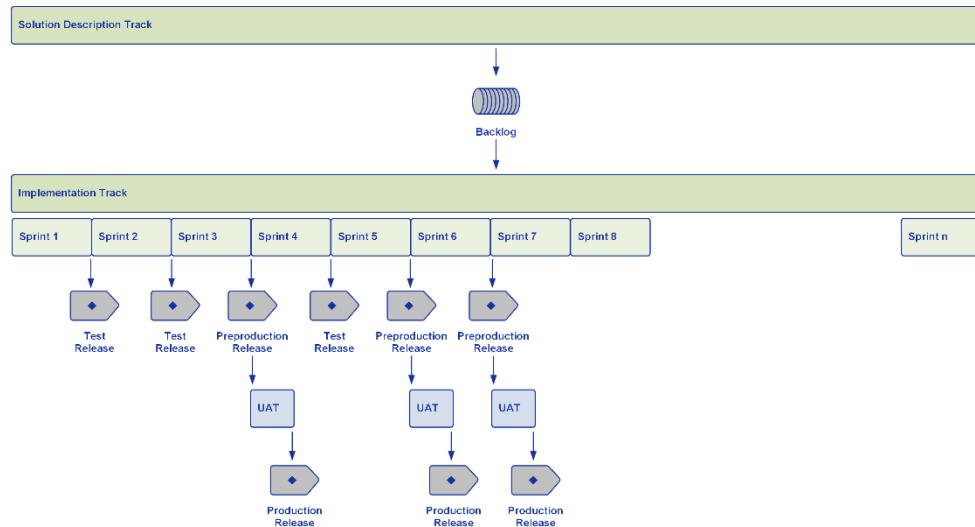 Solution Description Track
Backlog
Implementation Track
Sprint 1
Sprint 2
Sprint 3
Sprint 4
Sprint 5
Sprint 6
Sprint 7
Sprint 8
Sprint n
Test
Release
Test
Release
Preproduction
Release
Test
Release
Preproduction
Release
Preproduction
Release
UAT
UAT
UAT
Production
Release
Production
Release
Production
Release